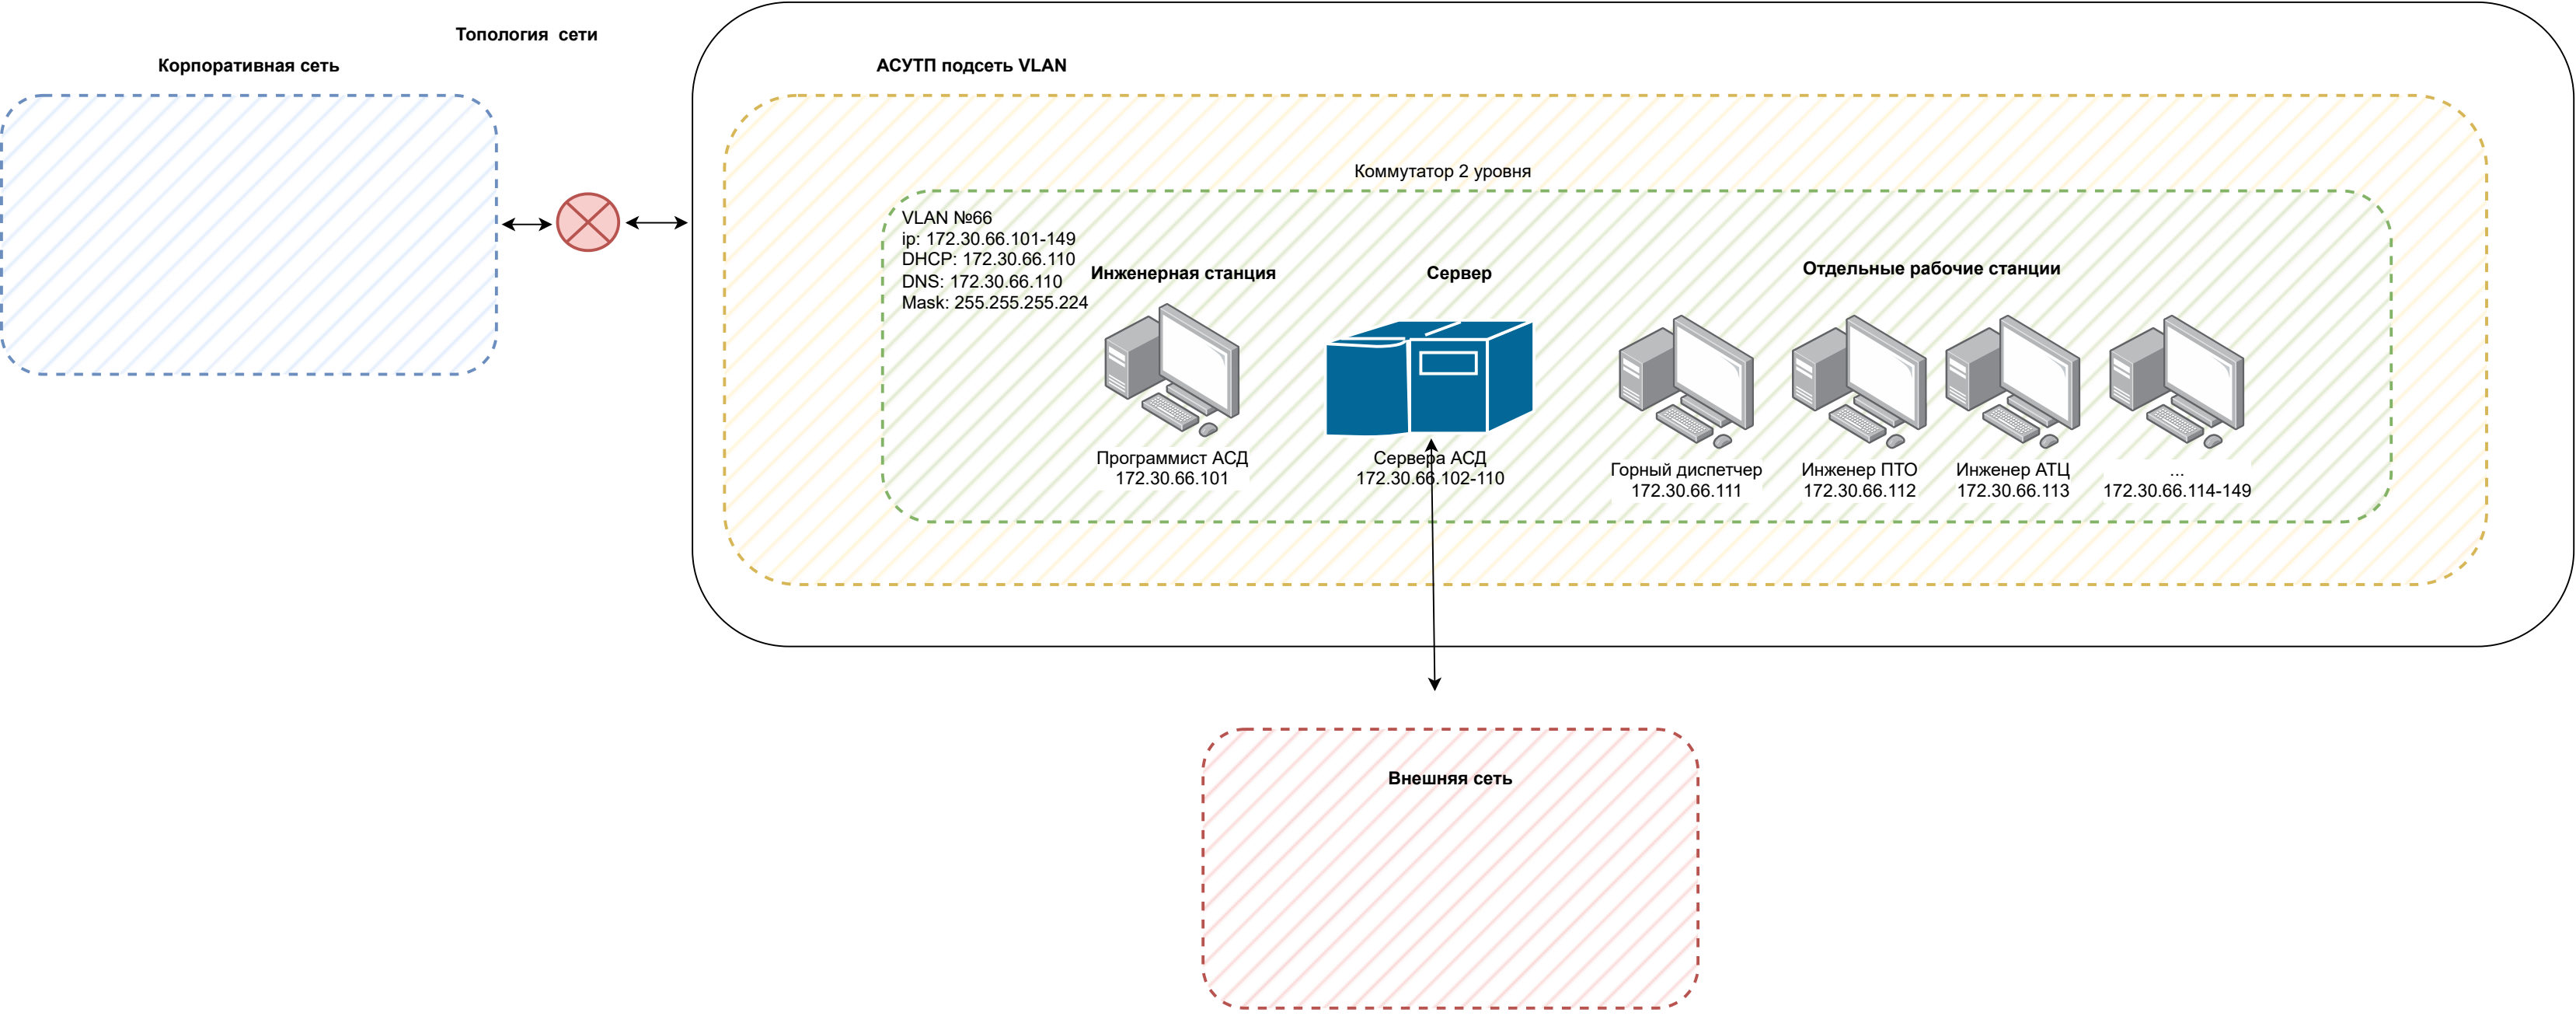 Топология сети
Корпоративная сеть
АСУТП подсеть VLAN
Коммутатор 2 уровня
VLAN №66
ip: 172.30.66.101-149
DHCP: 172.30.66.110
DNS: 172.30.66.110
Mask: 255.255.255.224
Инженерная станция
Сервер
Отдельные рабочие станции
Программист АСД
172.30.66.101
Сервера АСД
172.30.66.102-110
Горный диспетчер
172.30.66.111
Инженер ПТО
172.30.66.112
Инженер АТЦ
172.30.66.113
...
172.30.66.114-149
Внешняя сеть